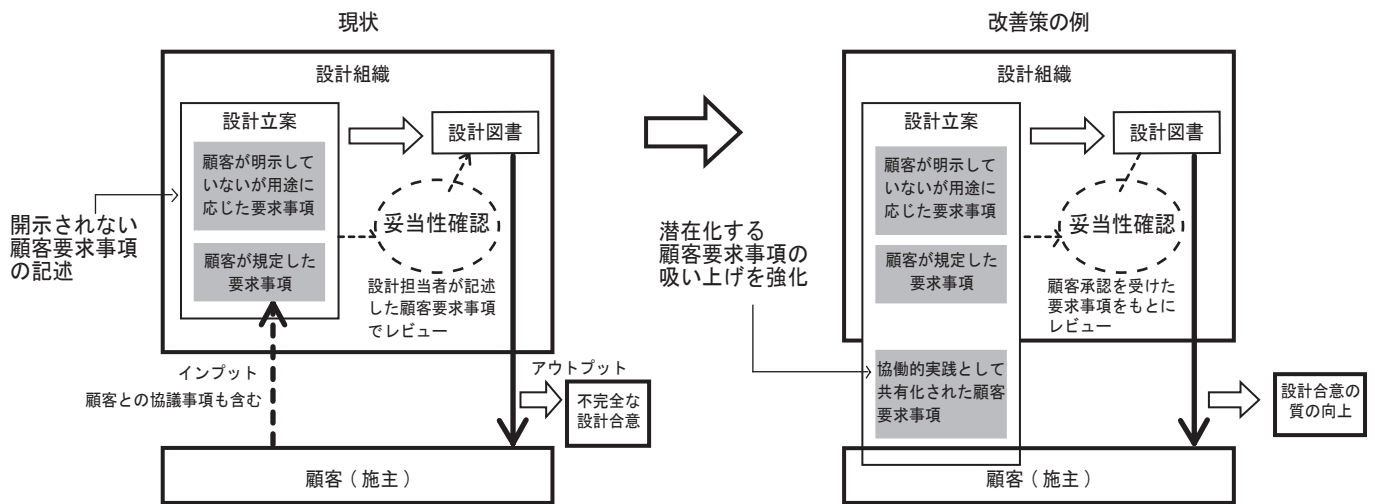 現状
設計組織
設計立案
設計図書
顧客が明示して
いないが用途に
応じた要求事項
妥当性確認
顧客が規定した
要求事項
設計担当者が記述
した顧客要求事項
でレビュー
開示されない
顧客要求事項
の記述
インプット
顧客との協議事項も含む
アウトプット
不完全な
設計合意
顧客(施主)
改善策の例
設計組織
設計立案
設計図書
顧客が明示して
いないが用途に
応じた要求事項
妥当性確認
顧客が規定した
要求事項
顧客承認を受けた
要求事項をもとに
レビュー
潜在化する
顧客要求事項の
吸い上げを強化
協働的実践として
共有化された顧客
要求事項
設計合意の
質の向上
顧客(施主)